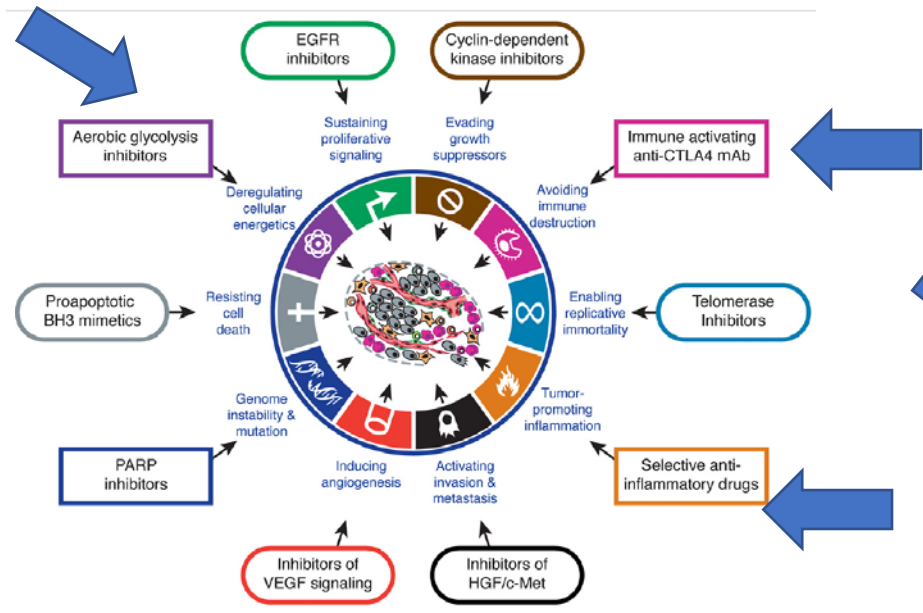 EGFR
inhibitors
Cyclin-dependent
kinase inhibitors
Aerobic glycolysis
inhibitors
Sustaining
proliferative
signaling
Evading
growth
suppressors
Immune activating
anti-CTLA4 mAb
Deregulating
cellular
energetics
Avoiding
immune
destruction
Proapoptotic
BH3 mimetics
Resisting
cell
death
Enabling
replicative
immortality
Telomerase
Inhibitors
Genome
instability &
mutation
Tumor-
promoting
inflammation
PARP
inhibitors
Inducing
angiogenesis
Activating
invasion &
metastasis
Selective anti-
inflammatory drugs
Inhibitors of
VEGF signaling
Inhibitors of
HGF/c-Met